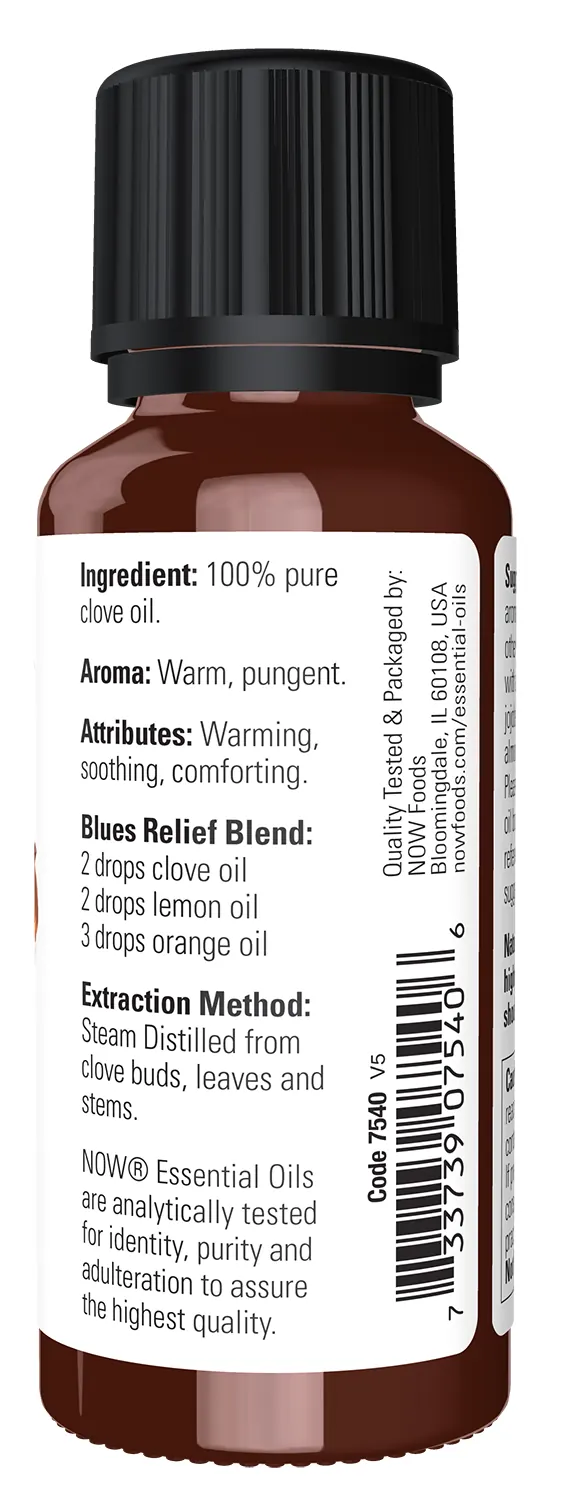 Ingredient: 100% pure
clove oil.
Aroma: Warm, pungent.
Attributes: Warming,
soothing, comforting.
Blues Relief Blend:
2 drops clove oil
2 drops lemon oil
3 drops orange oil
Extraction Method:
Steam Distilled from
clove buds, leaves and
stems.
NOW® Essential Oils
are analytically tested
for identity, purity and
adulteration to assure
the highest quality.
Quality Tested & Packaged by:
NOW Foods
Bloomingdale, IL 60108, USA
nowfoods.com/essential-oils
Code 7540 V5
7 33739 07540 6